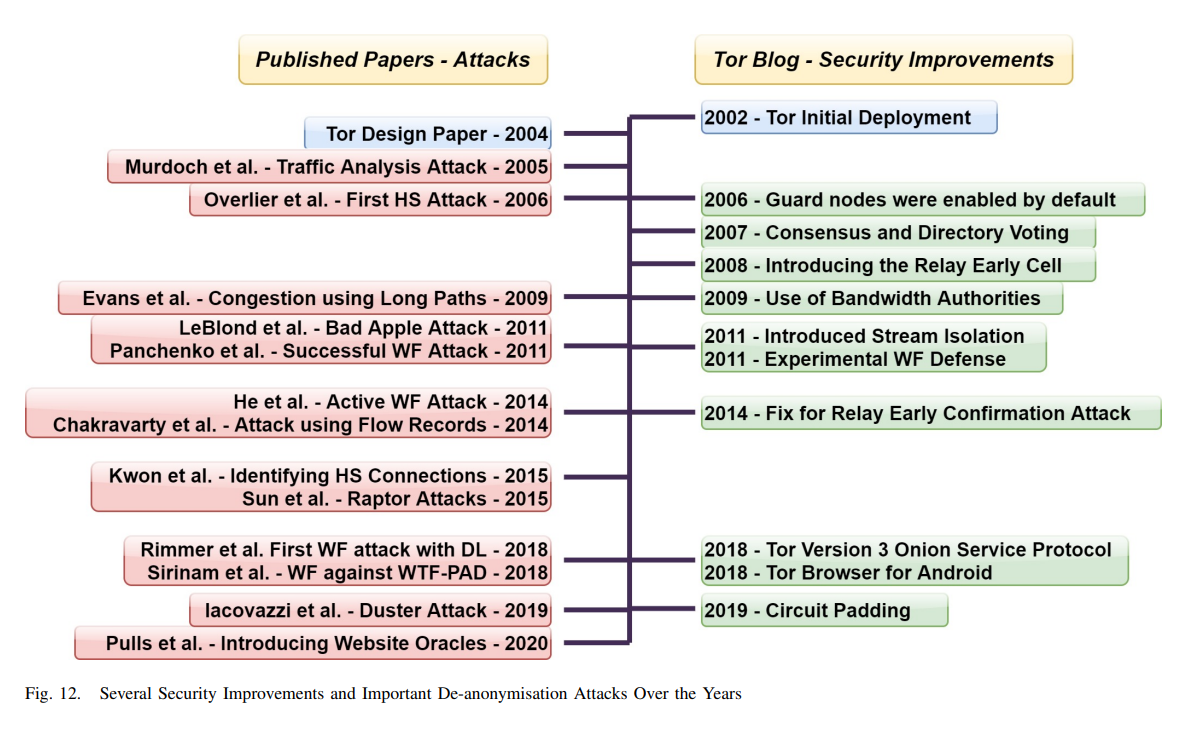 Published Papers - Attacks
Tor Blog - Security Improvements
2002 - Tor Initial Deployment
Tor Design Paper - 2004
Murdoch et al. - Traffic Analysis Attack - 2005
Overlier et al. - First HS Attack - 2006
2006 - Guard nodes were enabled by default
2007 - Consensus and Directory Voting
2008 - Introducing the Relay Early Cell
Evans et al. - Congestion using Long Paths - 2009
2009 - Use of Bandwidth Authorities
LeBlond et al. - Bad Apple Attack - 2011
Panchenko et al. - Successful WF Attack - 2011
2011 - Introduced Stream Isolation
2011 - Experimental WF Defense
He et al. - Active WF Attack - 2014
Chakravarty et al. - Attack using Flow Records - 2014
2014 - Fix for Relay Early Confirmation Attack
Kwon et al. - Identifying HS Connections - 2015
Sun et al. - Raptor Attacks - 2015
Rimmer et al. First WF attack with DL - 2018
Sirinam et al. - WF against WTF-PAD - 2018
2018 - Tor Version 3 Onion Service Protocol
2018 - Tor Browser for Android
Iacovazzi et al. - Duster Attack - 2019
2019 - Circuit Padding
Pulls et al. - Introducing Website Oracles - 2020
Fig. 12. Several Security Improvements and Important De-anonymisation Attacks Over the Years